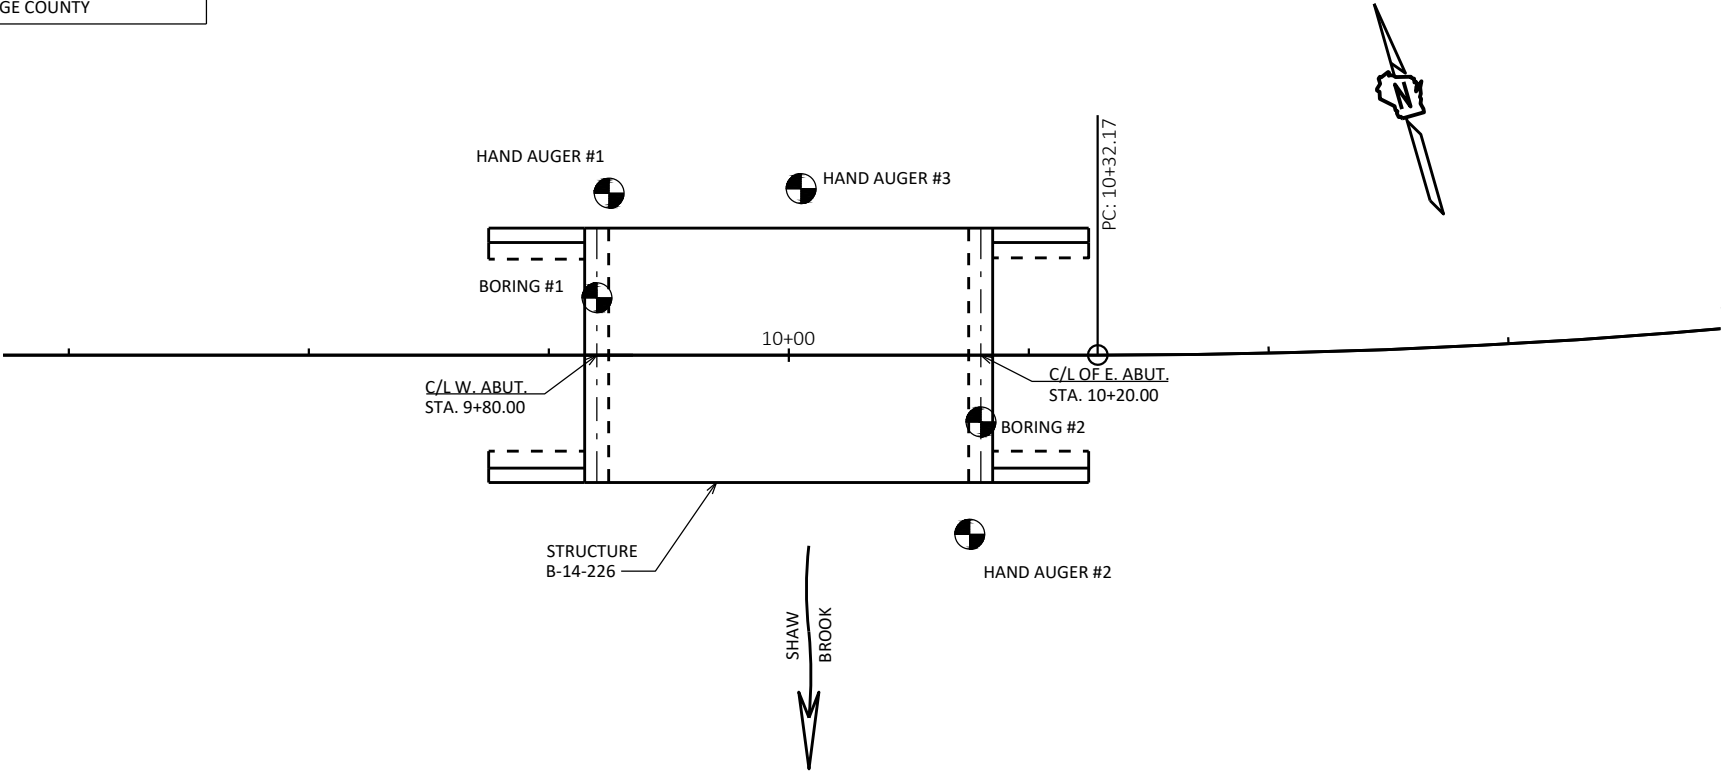 GE COUNTY
PC: 10+32.17
HAND AUGER #1
HAND AUGER #3
N
BORING #1
10+00
C/L W. ABUT.
STA. 9+80.00
C/L OF E. ABUT.
STA. 10+20.00
BORING #2
STRUCTURE
B-14-226
HAND AUGER #2
SHAW
BROOK